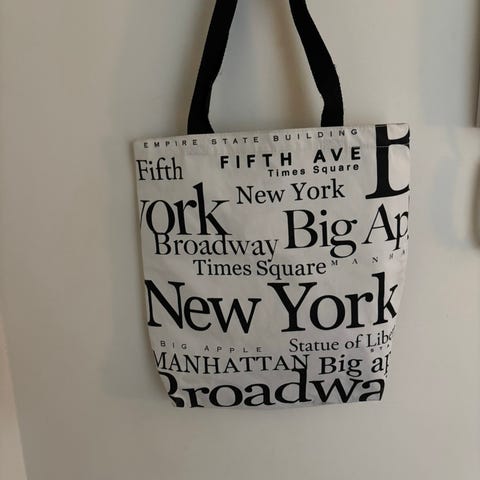 EMPIRE STATE BUILDING
Fifth
FIFTH AVE
B
Times Square
New York
York
Big Ap
Broadway
Times Square
MANHA
New York
BIG APPLE
Statue of Libe
ST
MANHATTAN
Big ap
Broadwa